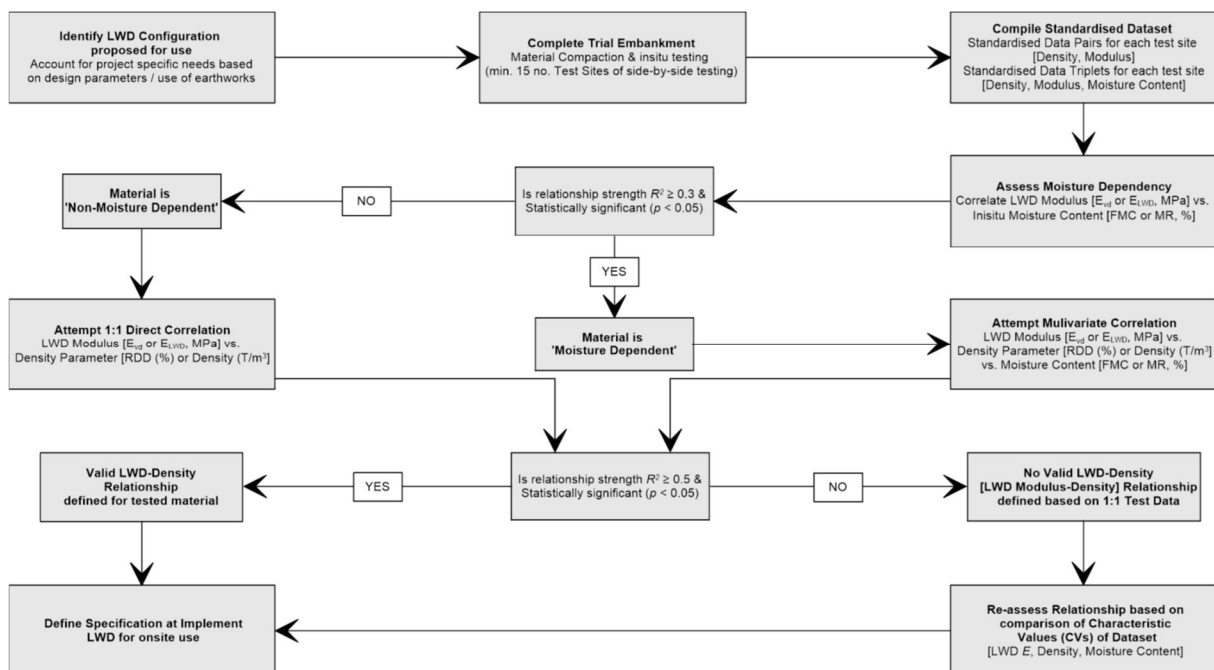 Identify LWD Configuration
proposed for use
Account for project specific needs based
on design parameters / use of earthworks
Complete Trial Embankment
Material Compaction & insitu testing
(min. 15 no. Test Sites of side-by-side testing)
Compile Standardised Dataset
Standardised Data Pairs for each test site
[Density, Modulus]
Standardised Data Triplets for each test site
[Density, Modulus, Moisture Content]
Material is
'Non-Moisture Dependent'
NO
Is relationship strength R² ≥ 0.3 &
Statistically significant (p < 0.05)
Assess Moisture Dependency
Correlate LWD Modulus [Evd or ELWD, MPa] vs.
Inisitu Moisture Content [FMC or MR, %]
YES
Attempt 1:1 Direct Correlation
LWD Modulus [Evd or ELWD, MPa] vs.
Density Parameter [RDD (%) or Density (T/m³]
Material is
'Moisture Dependent'
Attempt Mulivariate Correlation
LWD Modulus [Evd or ELWD, MPa] vs.
Density Parameter [RDD (%) or Density (T/m³]
vs. Moisture Content [FMC or MR, %]
Valid LWD-Density
Relationship
defined for tested material
YES
Is relationship strength R² ≥ 0.5 &
Statistically significant (p < 0.05)
NO
No Valid LWD-Density
[LWD Modulus-Density] Relationship
defined based on 1:1 Test Data
Define Specification at Implement
LWD for onsite use
Re-assess Relationship based on
comparison of Characteristic
Values (CVs) of Dataset
[LWD E, Density, Moisture Content]